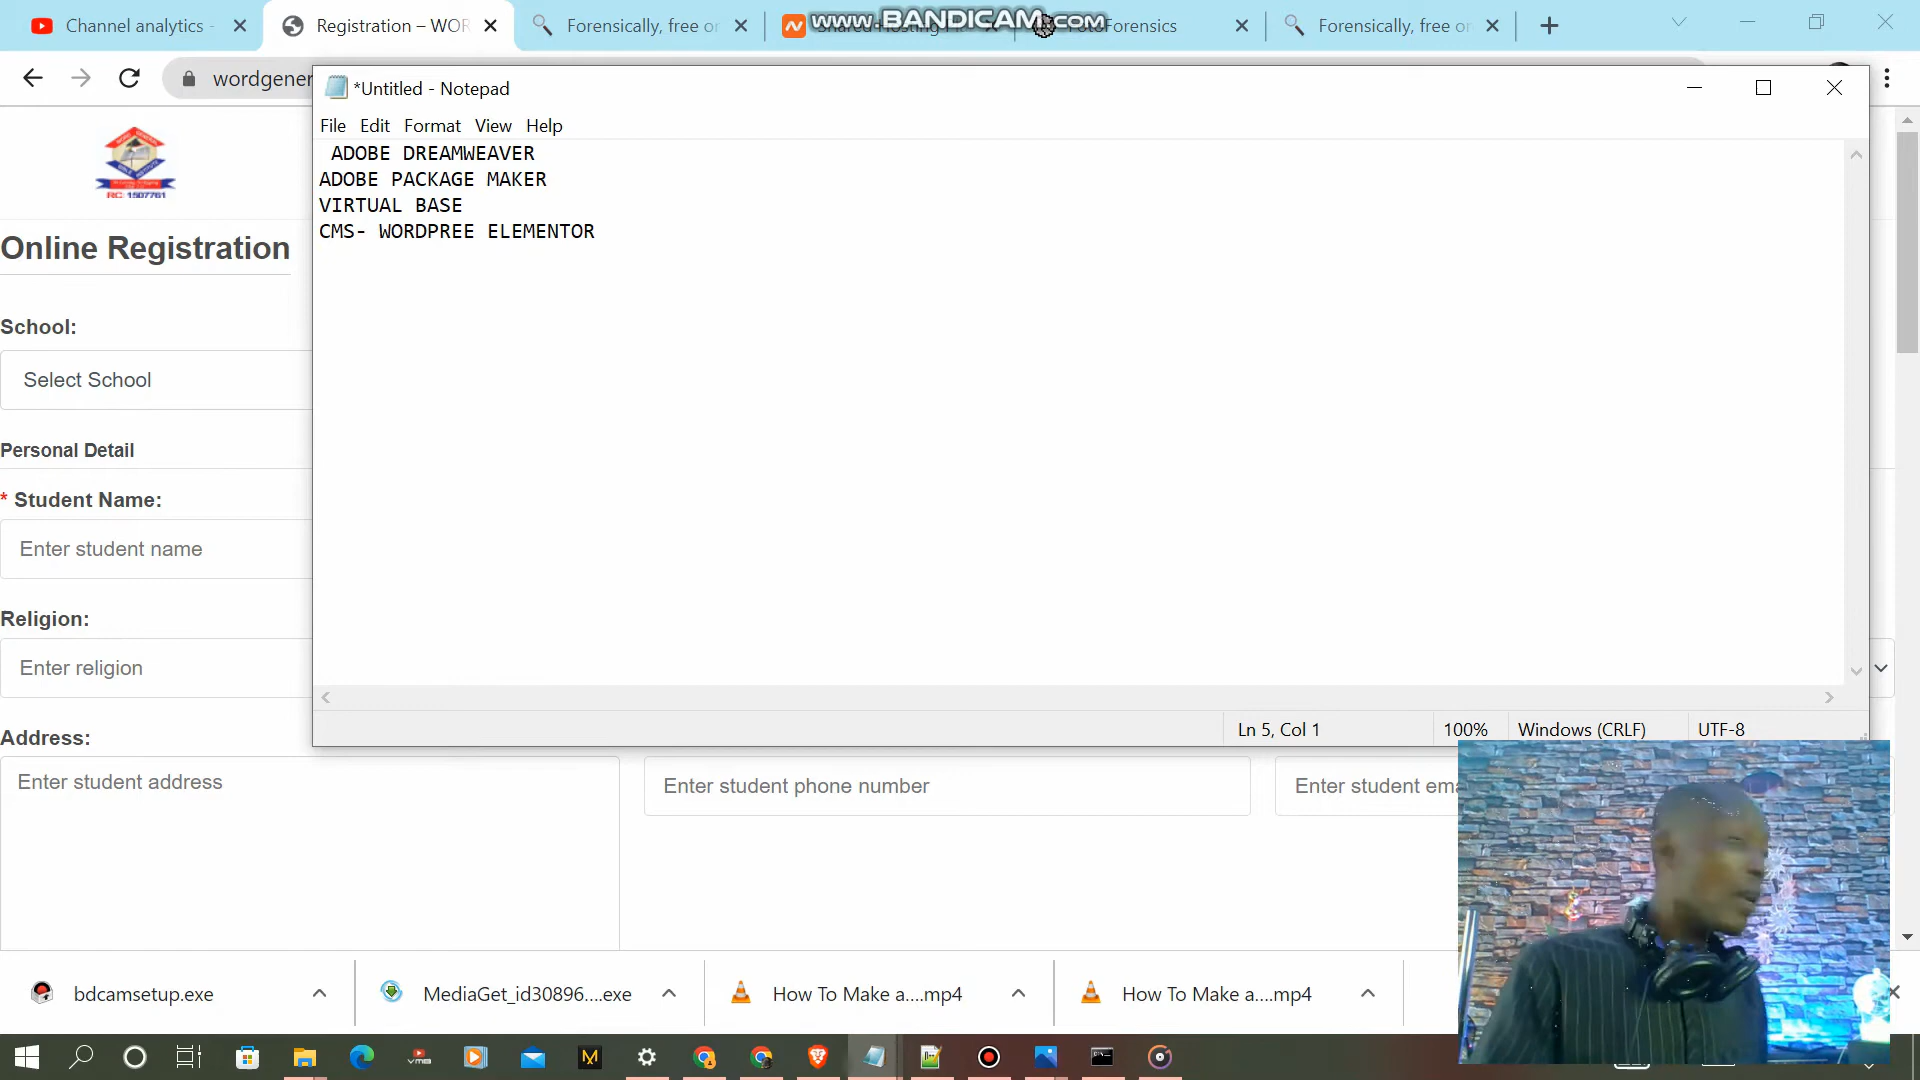 Channel analytics -
Registration – WOR
Forensically, free or
www.BANDICAM.com
FotoForensics
Forensically, free or
wordgener
*Untitled - Notepad
File Edit Format View Help
ADOBE DREAMWEAVER
ADOBE PACKAGE MAKER
VIRTUAL BASE
CMS- WORDPREE ELEMENTOR
RC: 1507761
Online Registration
School:
Select School
Personal Detail
* Student Name:
Enter student name
Religion:
Enter religion
Address:
Ln 5, Col 1 100% Windows (CRLF) UTF-8
Enter student address
Enter student phone number
Enter student ema
bdcamsetup.exe
MediaGet_id30896....exe
How To Make a....mp4
How To Make a....mp4